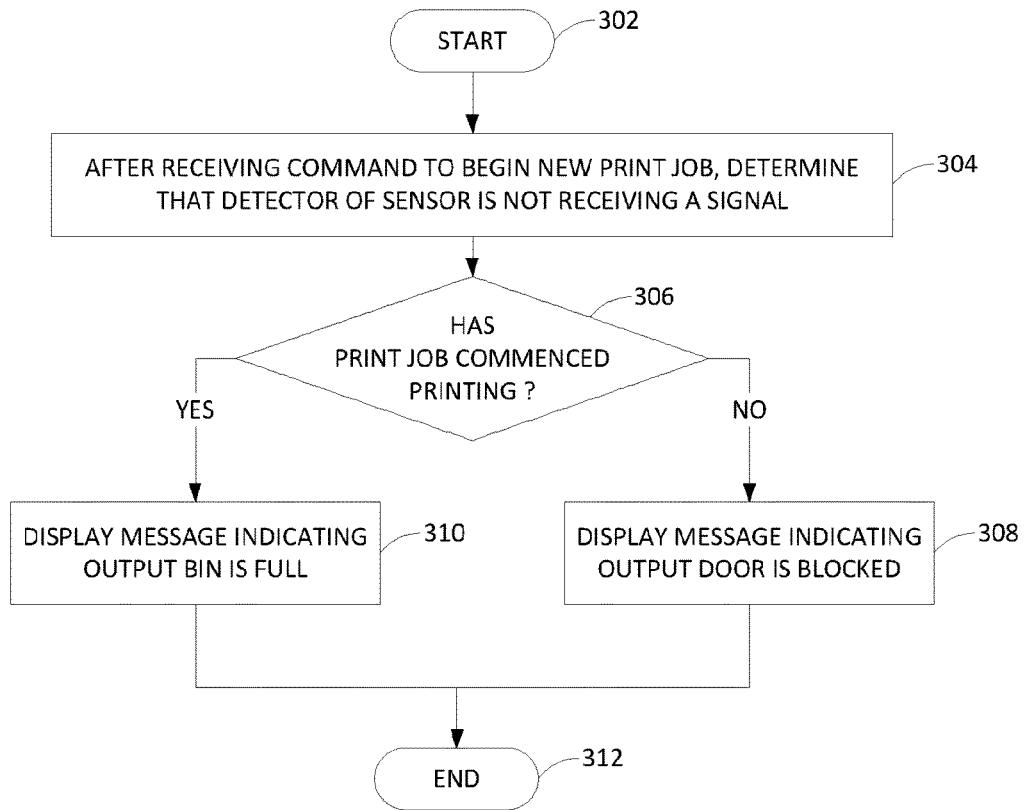 START
302
AFTER RECEIVING COMMAND TO BEGIN NEW PRINT JOB, DETERMINE
THAT DETECTOR OF SENSOR IS NOT RECEIVING A SIGNAL
304
HAS
PRINT JOB COMMENCED
PRINTING ?
306
YES
NO
DISPLAY MESSAGE INDICATING
OUTPUT BIN IS FULL
310
DISPLAY MESSAGE INDICATING
OUTPUT DOOR IS BLOCKED
308
END
312